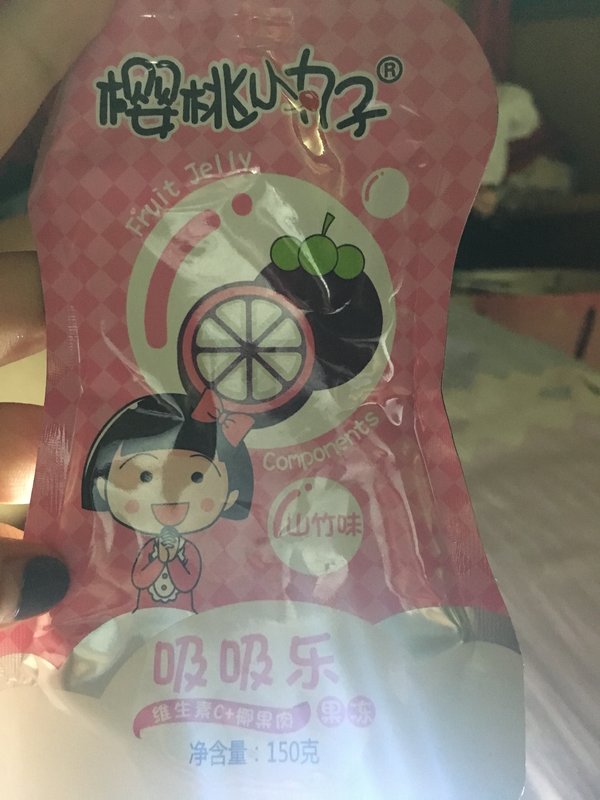 樱桃小丸子®
Fruit Jelly
Components
山竹味
吸吸乐
维生素C+椰果肉 果冻
净含量：150克